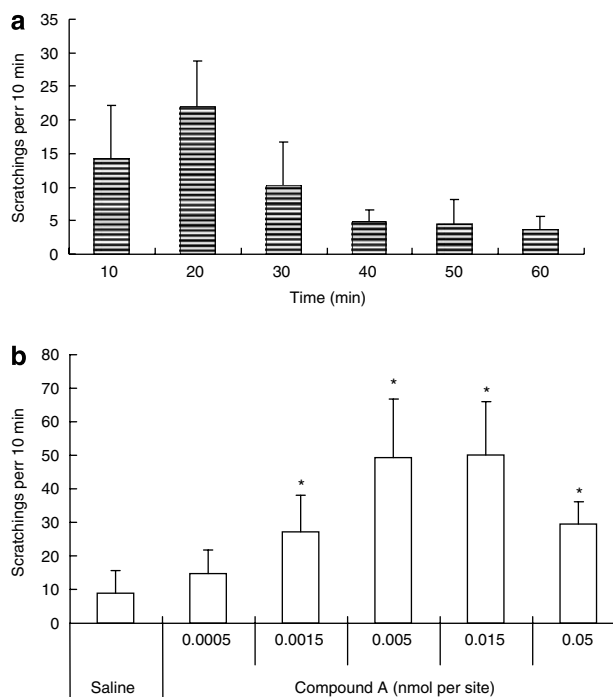 a
35
30
25
20
15
10
5
0
Scratchings perr 10 min
10 20 30 40 50 60
Time (min)
b
80
70
60
50
40
30
20
10
0
Scratchings perr 10 min
* * * *
0.0005 0.0015 0.005 0.015 0.05
Saline Compound A (nmol per site)